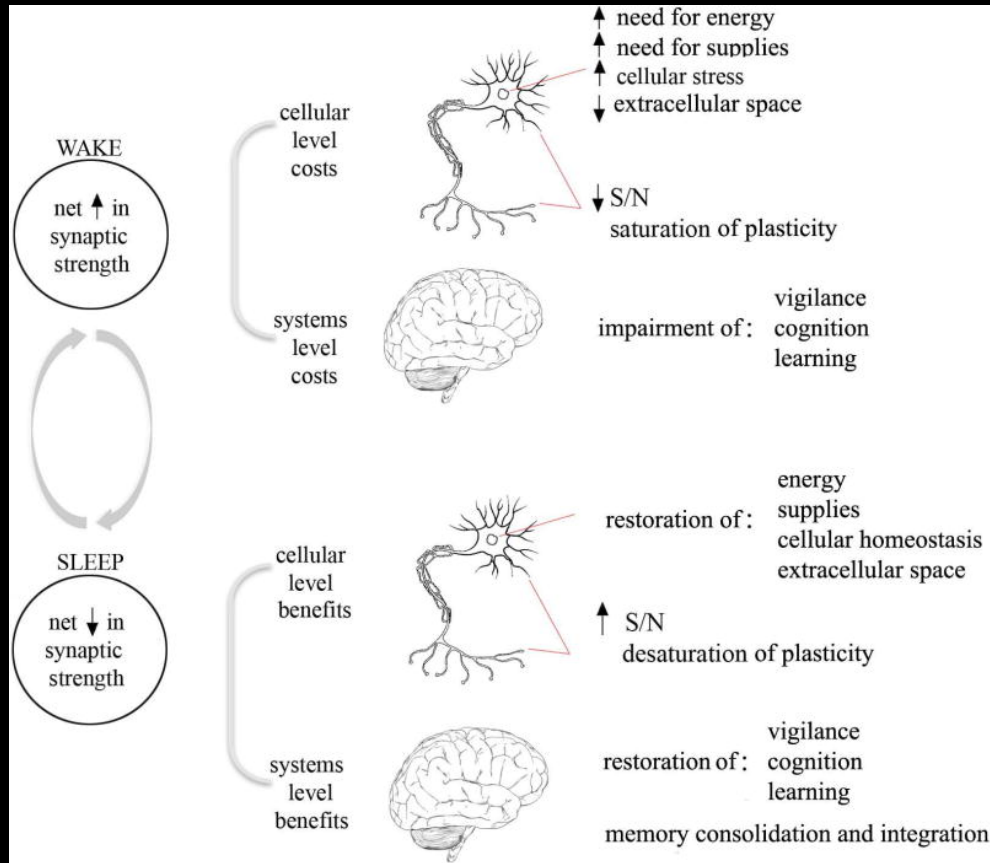 ↑ need for energy
↑ need for supplies
↑ cellular stress
↓ extracellular space
cellular
level
costs
WAKE
net ↑ in
synaptic
strength
↓ S/N
saturation of plasticity
systems
level
costs
impairment of:
vigilance
cognition
learning
SLEEP
net ↓ in
synaptic
strength
cellular
level
benefits
restoration of:
energy
supplies
cellular homeostasis
extracellular space
↑ S/N
desaturation of plasticity
systems
level
benefits
restoration of:
vigilance
cognition
learning
memory consolidation and integration